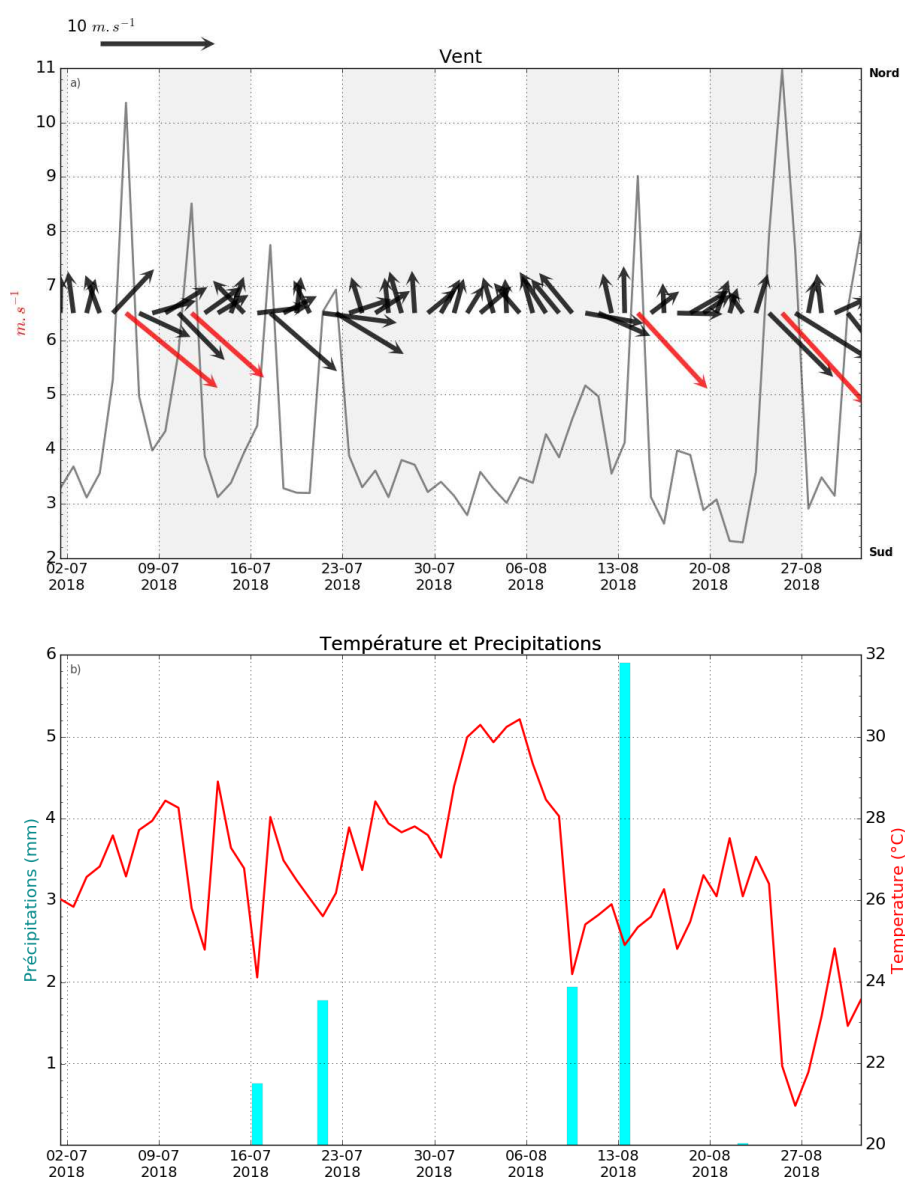 10 m.s⁻¹
Vent
a)
Nord
11
10
9
8
7
6
5
4
3
2
m.s⁻¹
Sud
02-07 09-07 16-07 23-07 30-07 06-08 13-08 20-08 27-08
2018 2018 2018 2018 2018 2018 2018 2018 2018
Température et Precipitations
b)
6
5
4
3
2
1
Précipitations (mm)
32
30
28
26
24
22
20
Temperature (°C)
02-07 09-07 16-07 23-07 30-07 06-08 13-08 20-08 27-08
2018 2018 2018 2018 2018 2018 2018 2018 2018